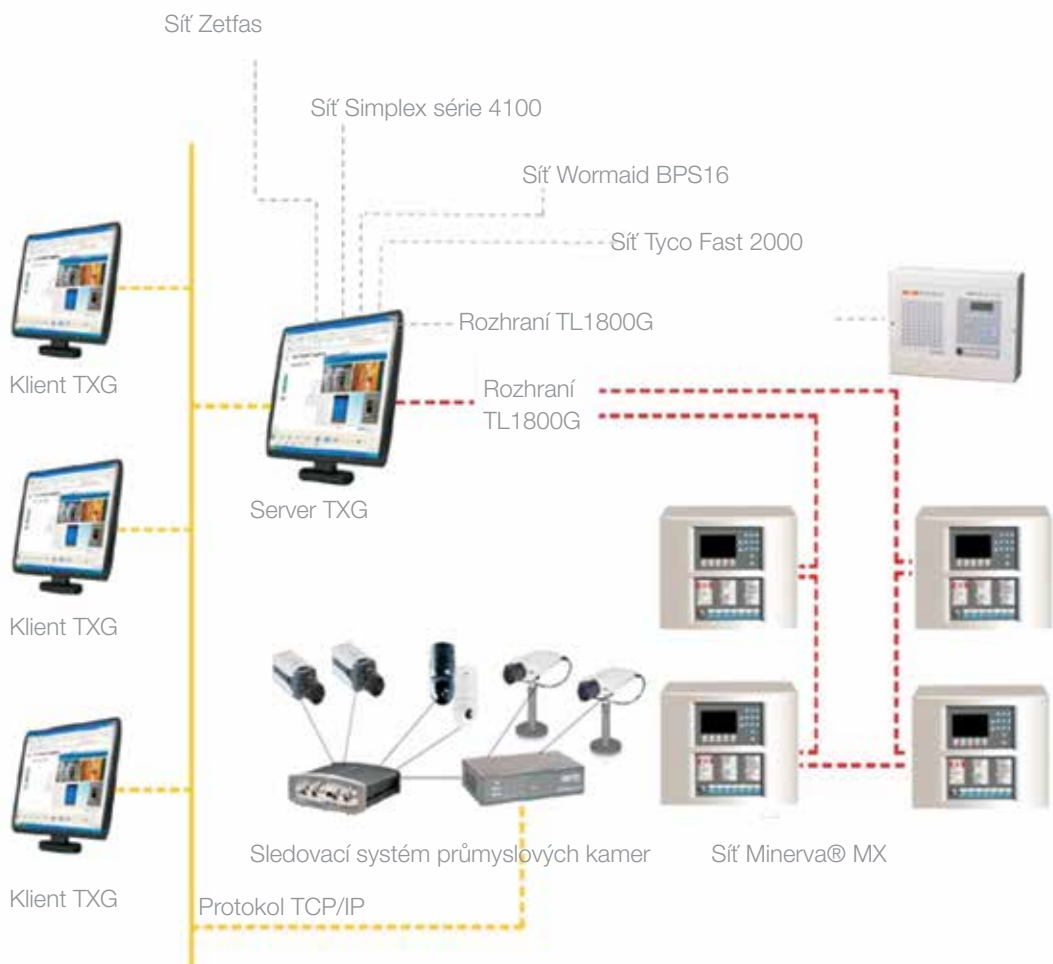 Síť Zetfas
Síť Simplex série 4100
Síť Wormaid BPS16
Síť Tyco Fast 2000
Rozhraní TL1800G
Klient TXG
Rozhraní
TL1800G
Server TXG
Klient TXG
Sledovací systém průmyslových kamer
Síť Minerva® MX
Klient TXG
Protokol TCP/IP